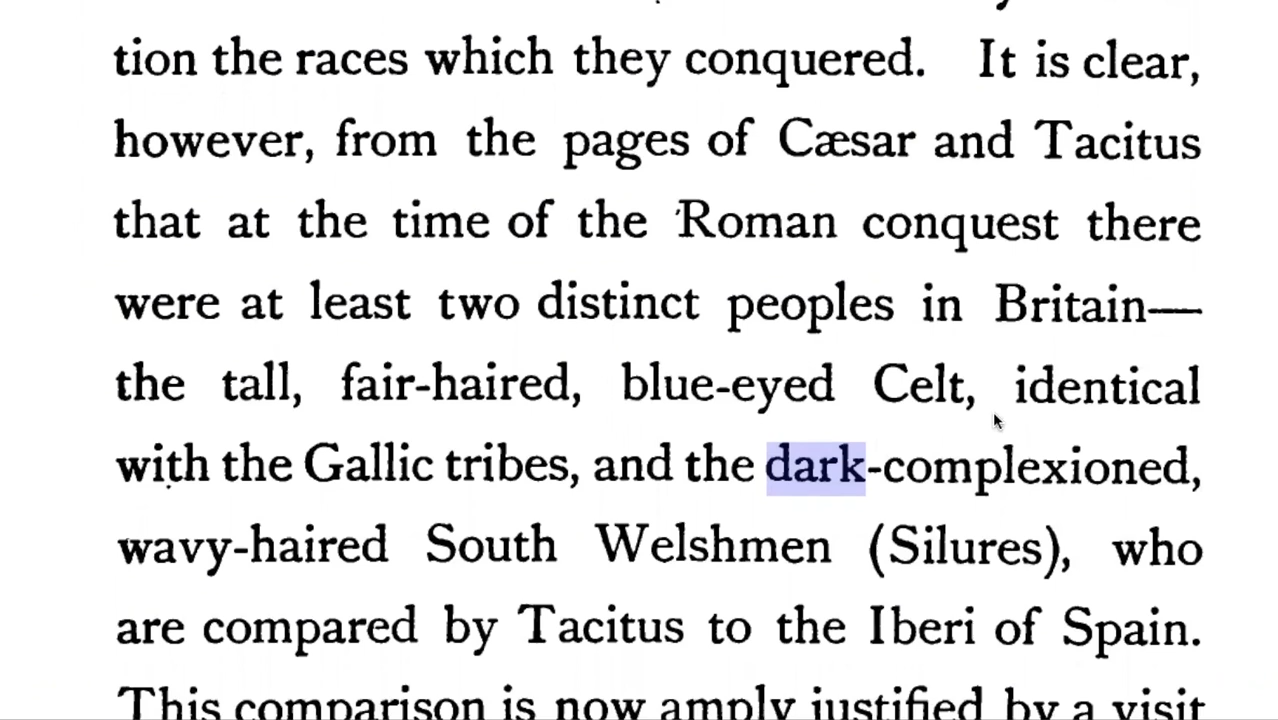 tion the races which they conquered. It is clear,
however, from the pages of Cæsar and Tacitus
that at the time of the Roman conquest there
were at least two distinct peoples in Britain—
the tall, fair-haired, blue-eyed Celt, identical
with the Gallic tribes, and the dark-complexioned,
wavy-haired South Welshmen (Silures), who
are compared by Tacitus to the Iberi of Spain.
This comparison is now amply justified by a visit